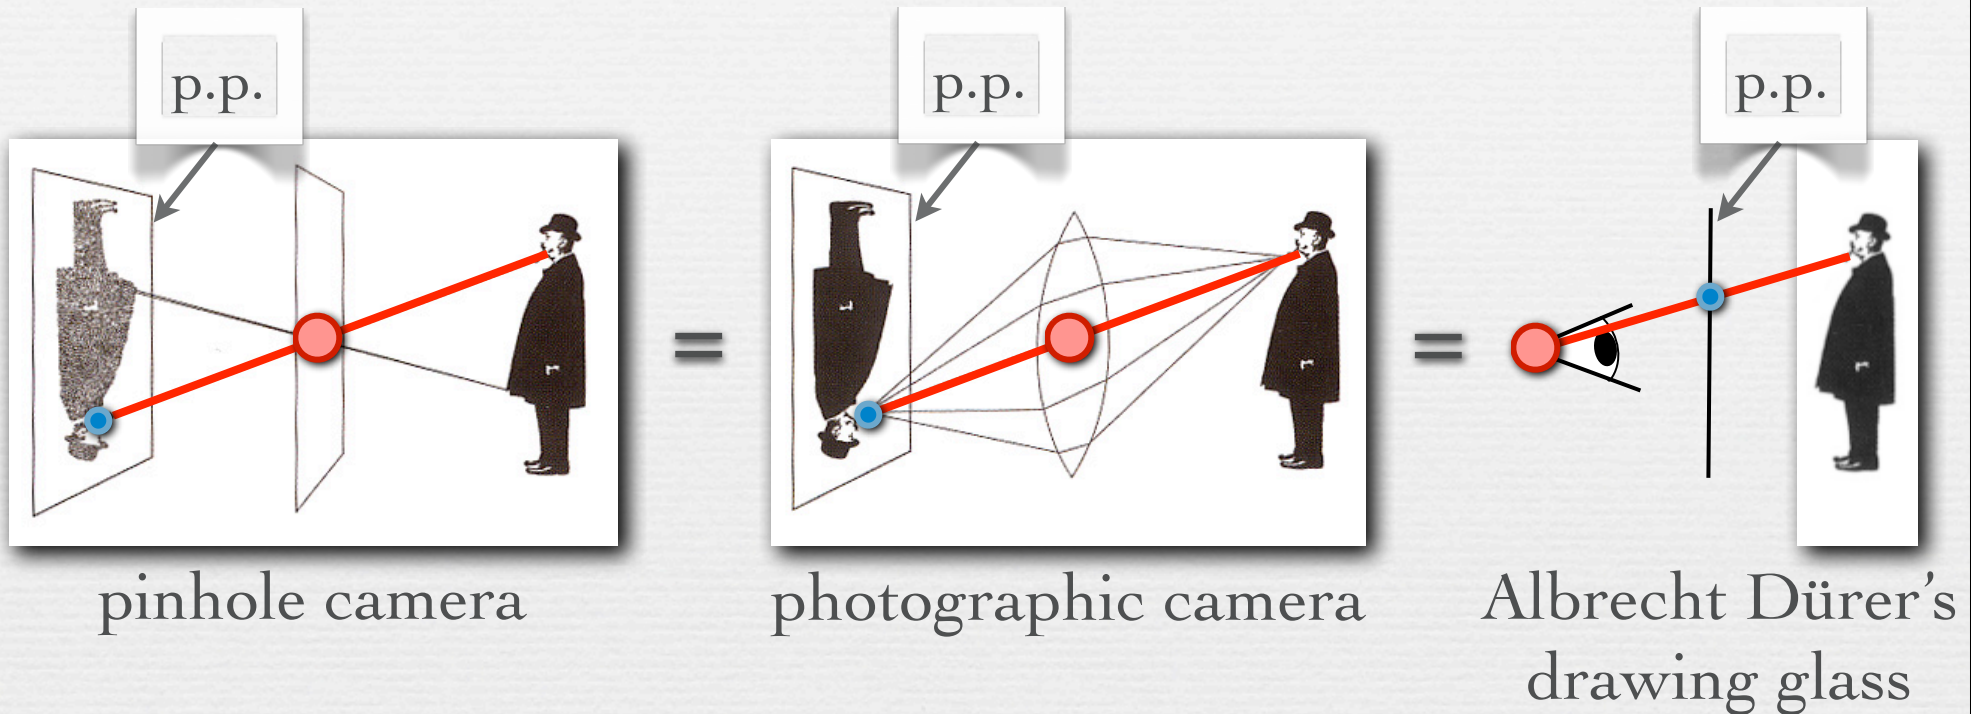 p.p.
p.p.
p.p.
=
=
pinhole camera
photographic camera
Albrecht Dürer’s
drawing glass